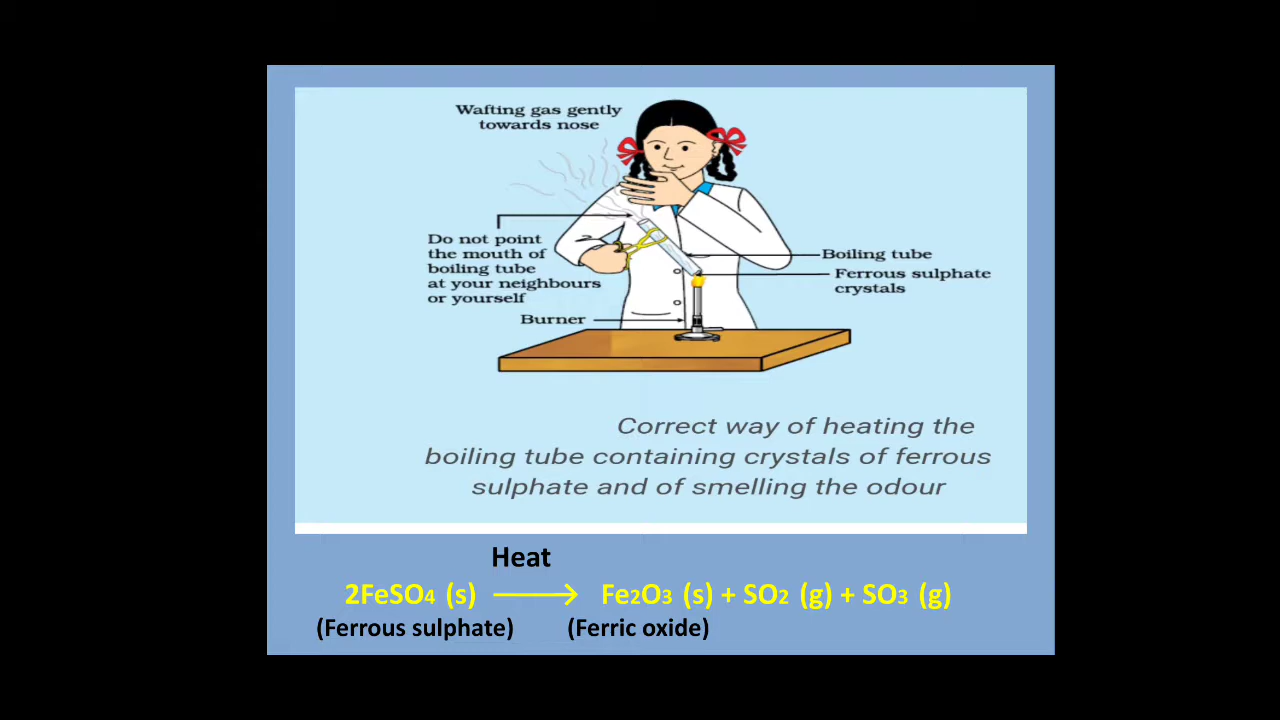 Wafting gas gently
towards nose
Do not point
the mouth of
boiling tube
at your neighbours
or yourself
Boiling tube
Ferrous sulphate
crystals
Burner
Correct way of heating the
boiling tube containing crystals of ferrous
sulphate and of smelling the odour
Heat
2FeSO4 (s) ⟶ Fe2O3 (s) + SO2 (g) + SO3 (g)
(Ferrous sulphate) (Ferric oxide)